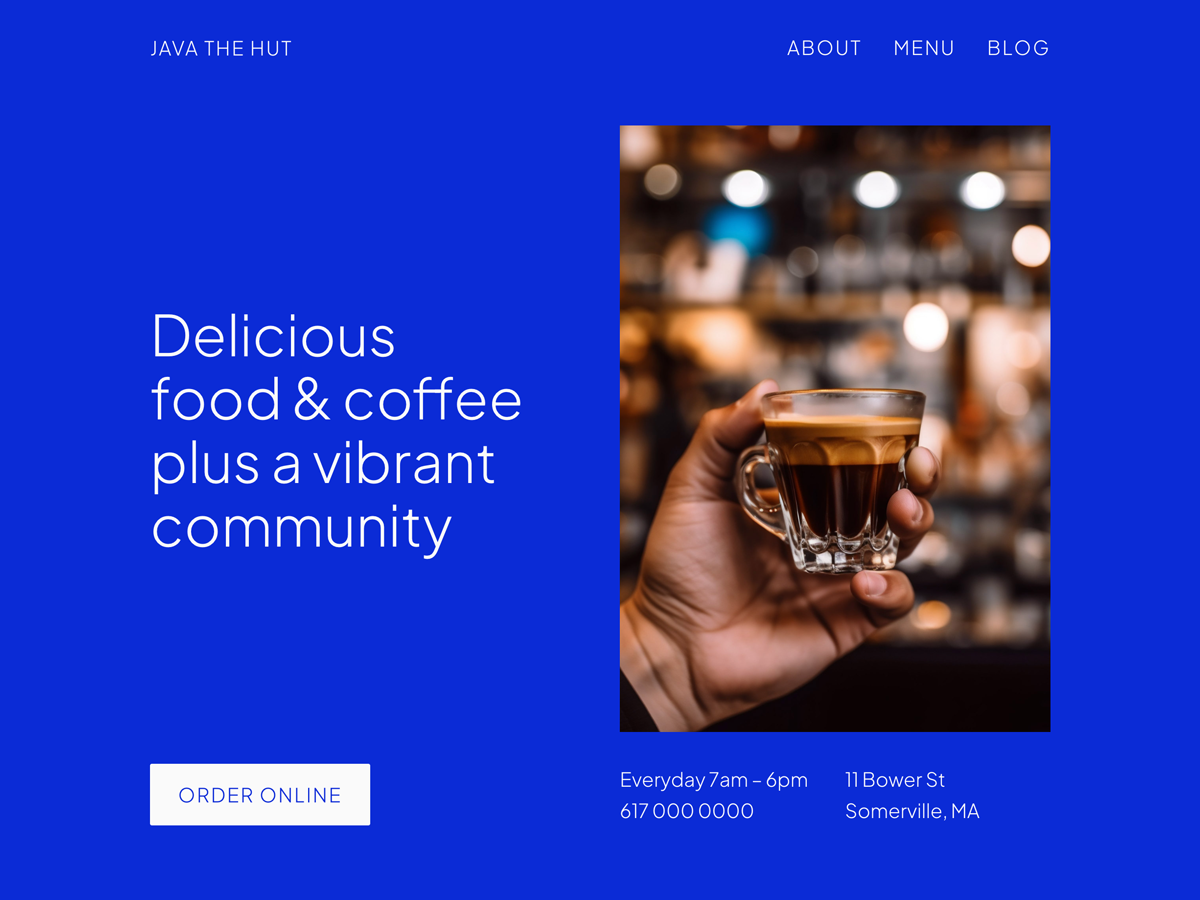 JAVA THE HUT
ABOUT MENU BLOG
Delicious
food & coffee
plus a vibrant
community
ORDER ONLINE
Everyday 7am – 6pm
617 000 0000
11 Bower St
Somerville, MA